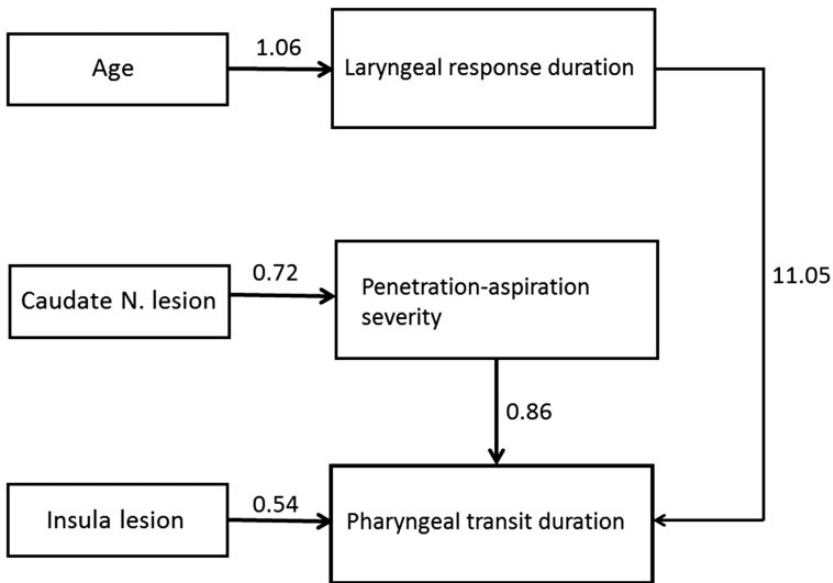 1.06
Age
Laryngeal response duration
0.72
Caudate N. lesion
Penetration-aspiration
severity
11.05
0.86
0.54
Insula lesion
Pharyngeal transit duration